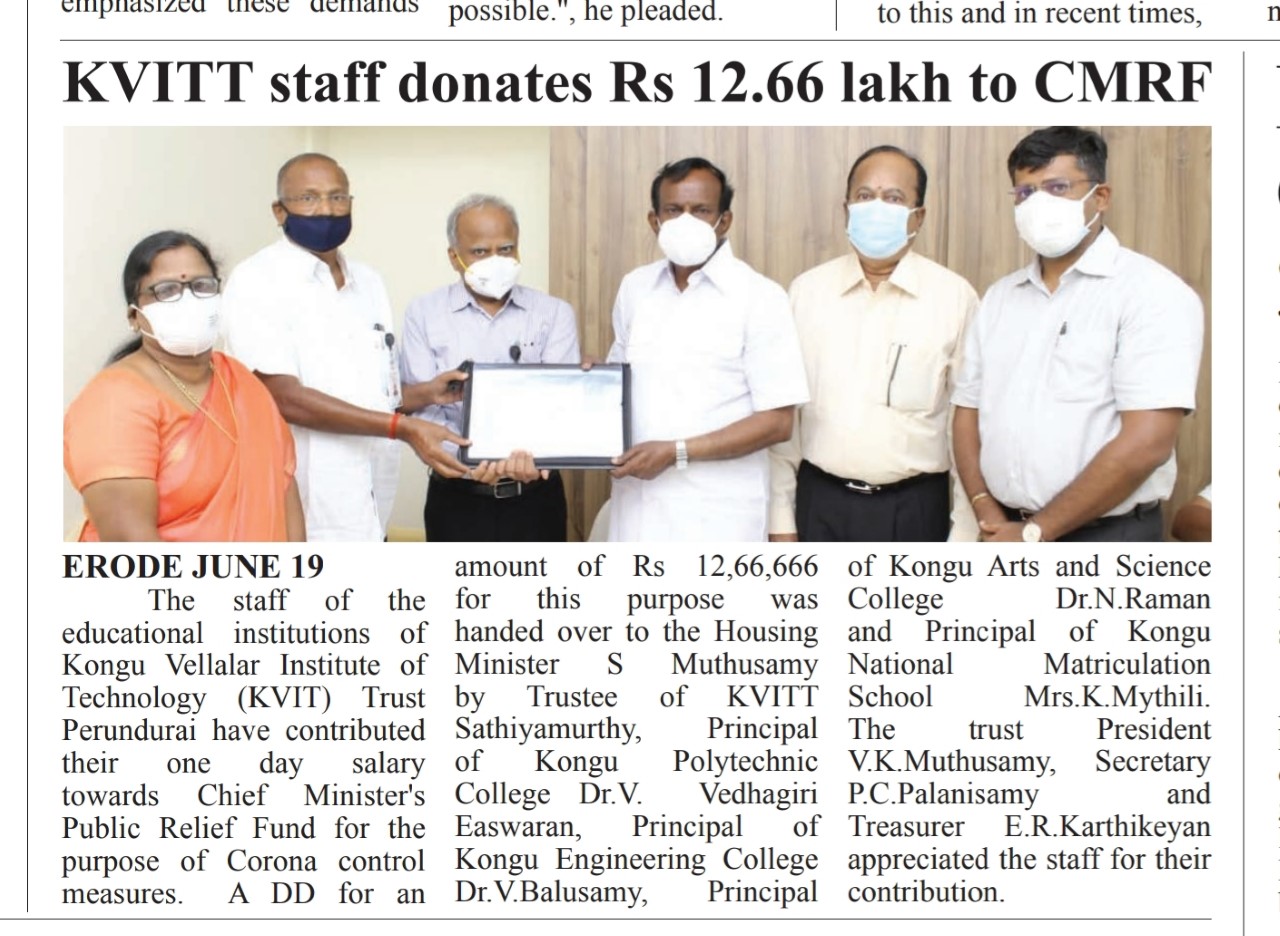 emphasized these demands
possible.", he pleaded.
to this and in recent times,
KVITT staff donates Rs 12.66 lakh to CMRF
ERODE JUNE 19
The staff of the
educational institutions of
Kongu Vellalar Institute of
Technology (KVIT) Trust
Perundurai have contributed
their one day salary
towards Chief Minister's
Public Relief Fund for the
purpose of Corona control
measures. A DD for an
amount of Rs 12,66,666
for this purpose was
handed over to the Housing
Minister S Muthusamy
by Trustee of KVITT
Sathiyamurthy, Principal
of Kongu Polytechnic
College Dr.V. Vedhagiri
Easwaran, Principal of
Kongu Engineering College
Dr.V.Balusamy, Principal
of Kongu Arts and Science
College Dr.N.Raman
and Principal of Kongu
National Matriculation
School Mrs.K.Mythili.
The trust President
V.K.Muthusamy, Secretary
P.C.Palanisamy and
Treasurer E.R.Karthikeyan
appreciated the staff for their
contribution.